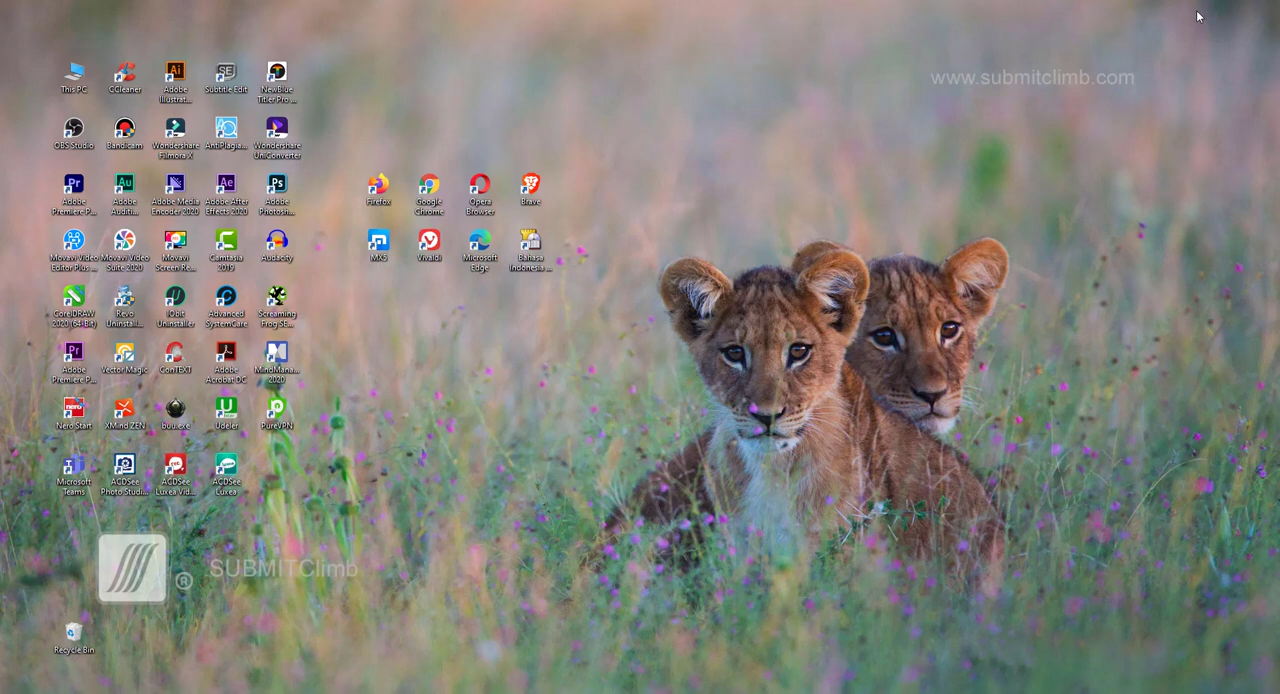 www.submitclimb.com
This PC
CCleaner
Adobe
Illustrat...
Subtitle Edit
NewBlue
Titler Pro ...
OBS Studio
Bandicam
Wondershare
Filmora X
AntiPlagia...
Wondershare
UniConverter
Adobe
Premiere P...
Adobe
Auditi...
Adobe Media
Encoder 2020
Adobe After
Effects 2020
Adobe
Photosh...
Firefox
Google
Chrome
Opera
Browser
Brave
Movavi Video
Editor Plus ...
Movavi Video
Suite 2020
Movavi
Screen Re...
Camtasia
2019
Audacity
MX5
Vivaldi
Microsoft
Edge
Bahasa
Indonesia ...
CorelDRAW
2020 (64-Bit)
Revo
Uninstall...
IObit
Uninstaller
Advanced
SystemCare
Screaming
Frog SE...
Adobe
Premiere P...
Vector Magic
ConTEXT
Adobe
Acrobat DC
MindMana...
2020
Nero Start
XMind ZEN
buu.exe
Udeler
PureVPN
Microsoft
Teams
ACDSee
Photo Studi...
ACDSee
Luxea Vid...
ACDSee
Luxea
® SUBMITClimb
Recycle Bin